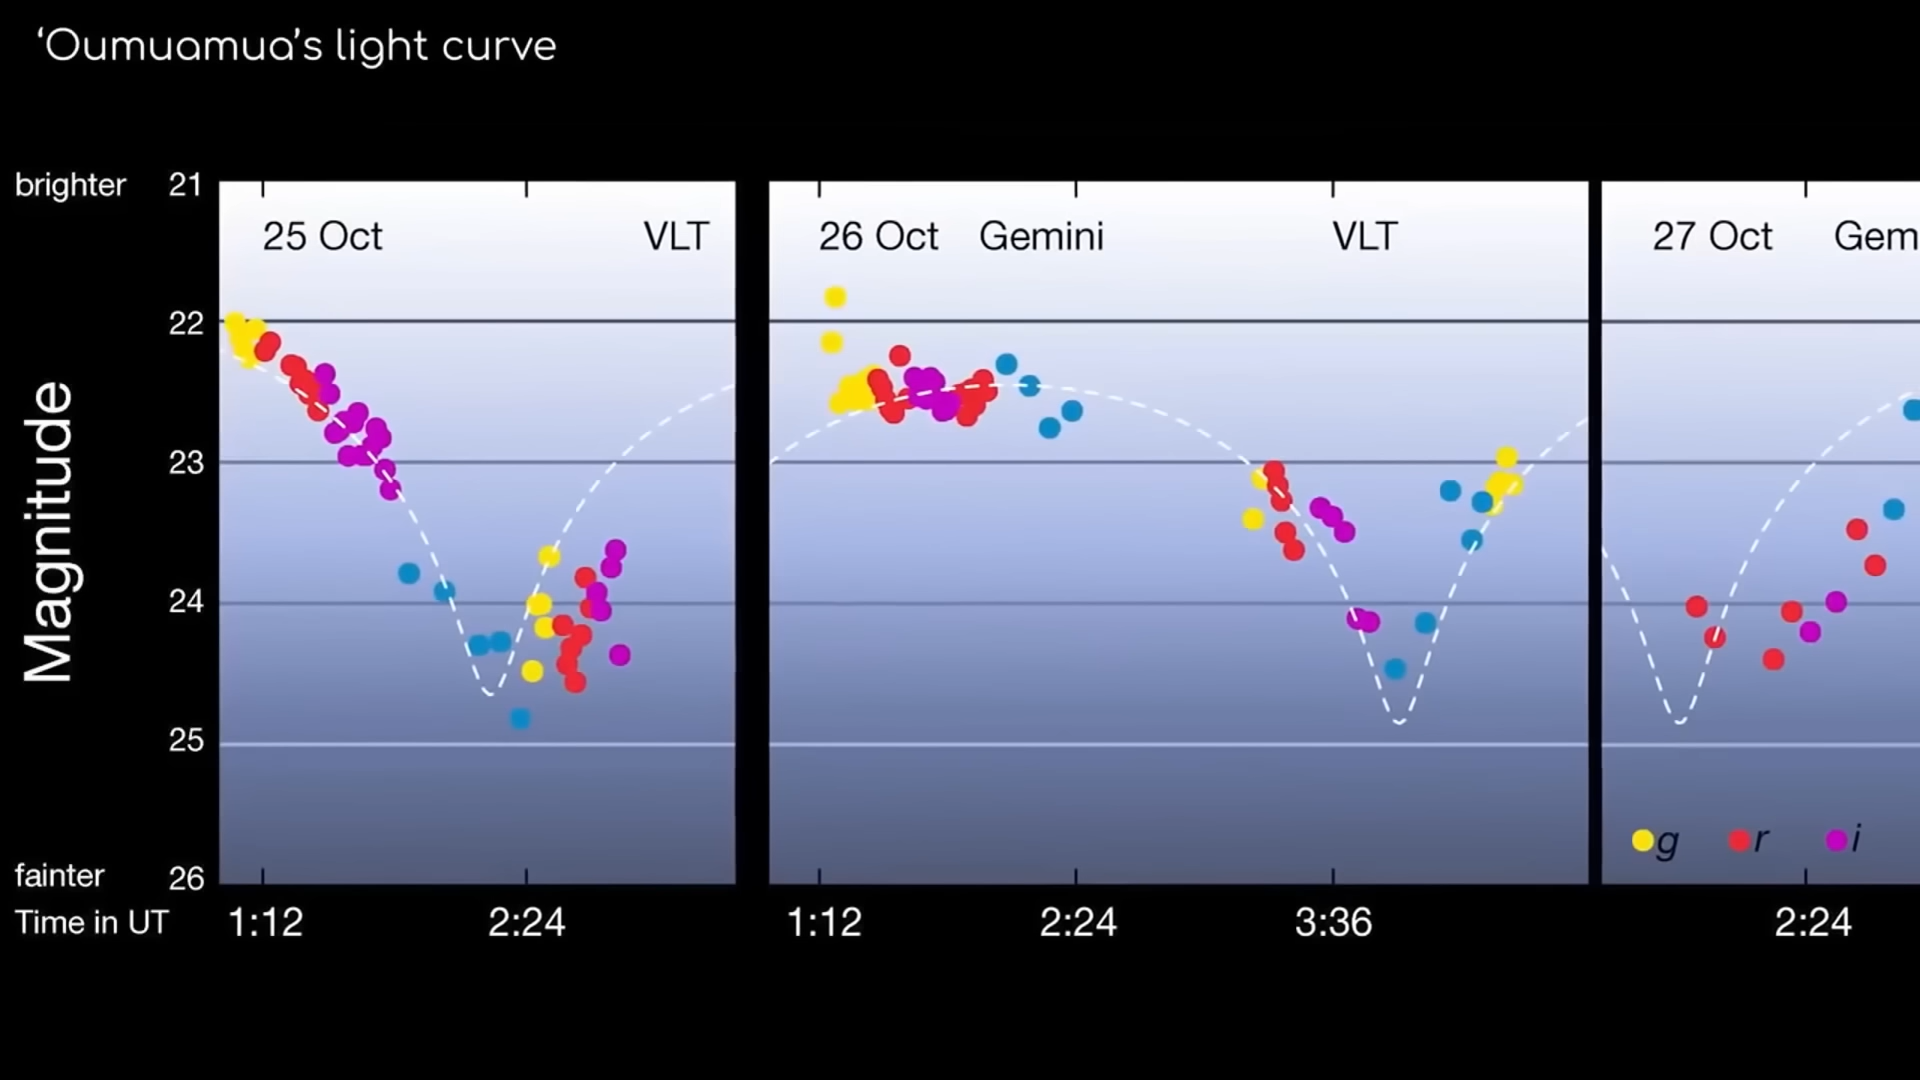 ‘Oumuamua’s light curve
brighter 21
25 Oct VLT
26 Oct Gemini VLT
27 Oct Gem
22
23
24
25
Magnitude
g r i
fainter 26
Time in UT 1:12 2:24 1:12 2:24 3:36 2:24